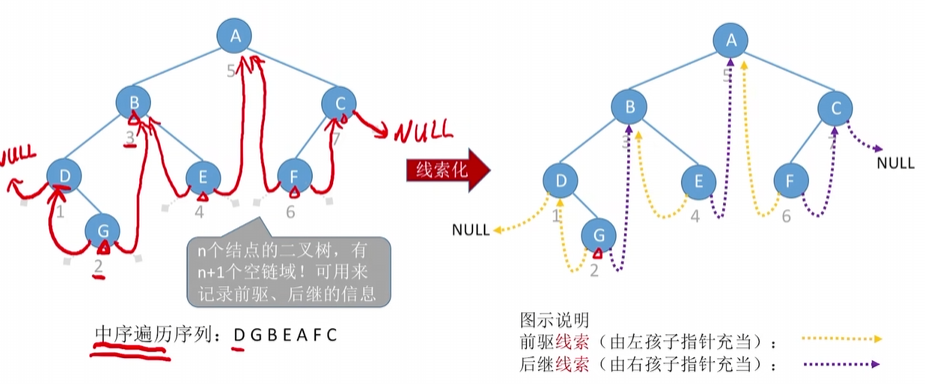 A
5
B
3
C
7
NULL
NULL
D
1
E
4
F
6
G
2
n个结点的二叉树，有
n+1个空链域！可用来
记录前驱、后继的信息
中序遍历序列：D G B E A F C
线索化
A
5
B
3
C
7
NULL
D
1
E
4
F
6
NULL
G
2
图示说明
前驱线索（由左孩子指针充当）：
后继线索（由右孩子指针充当）：